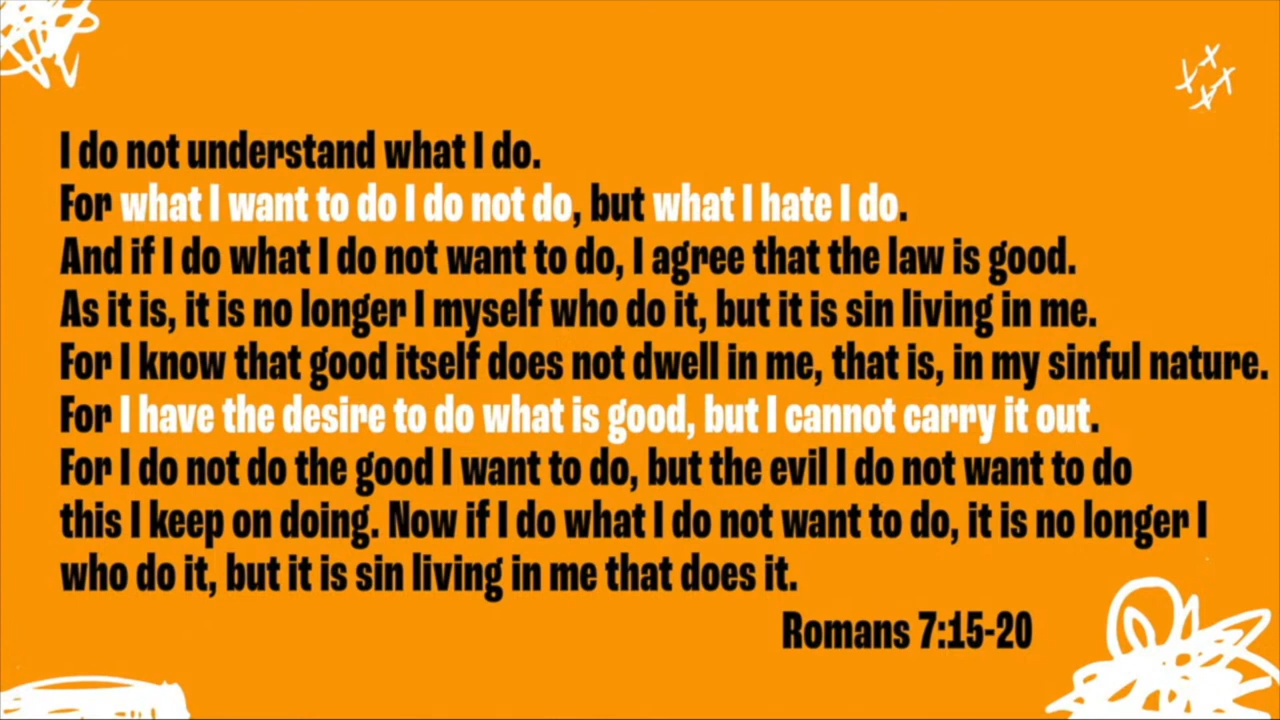 I do not understand what I do.
For what I want to do I do not do, but what I hate I do.
And if I do what I do not want to do, I agree that the law is good.
As it is, it is no longer I myself who do it, but it is sin living in me.
For I know that good itself does not dwell in me, that is, in my sinful nature.
For I have the desire to do what is good, but I cannot carry it out.
For I do not do the good I want to do, but the evil I do not want to do
this I keep on doing. Now if I do what I do not want to do, it is no longer I
who do it, but it is sin living in me that does it.
Romans 7:15-20